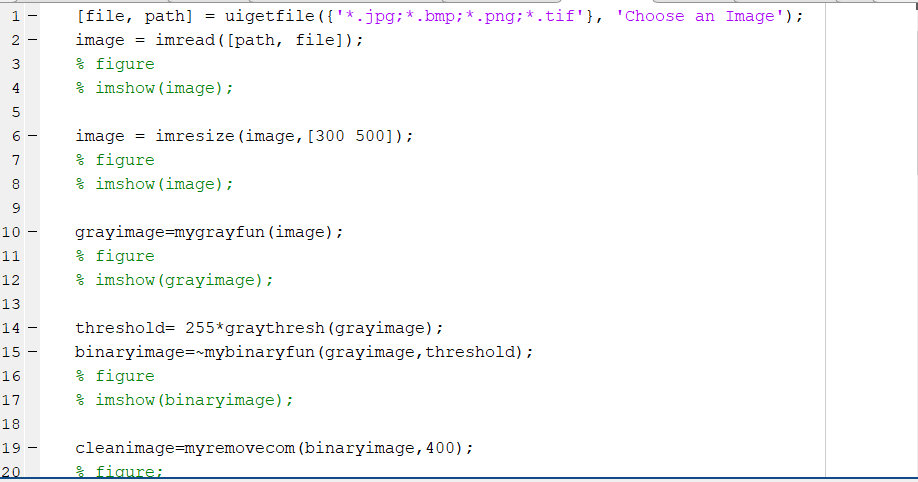 1 - [file, path] = uigetfile({'*.jpg;*.bmp;*.png;*.tif'}, 'Choose an Image');
2 - image = imread([path, file]);
3 % figure
4 % imshow(image);
5
6 - image = imresize(image,[300 500]);
7 % figure
8 % imshow(image);
9
10 - grayimage=mygrayfun(image);
11 % figure
12 % imshow(grayimage);
13
14 - threshold= 255*graythresh(grayimage);
15 - binaryimage=~mybinaryfun(grayimage,threshold);
16 % figure
17 % imshow(binaryimage);
18
19 - cleanimage=myremovecom(binaryimage,400);
20 % figure;